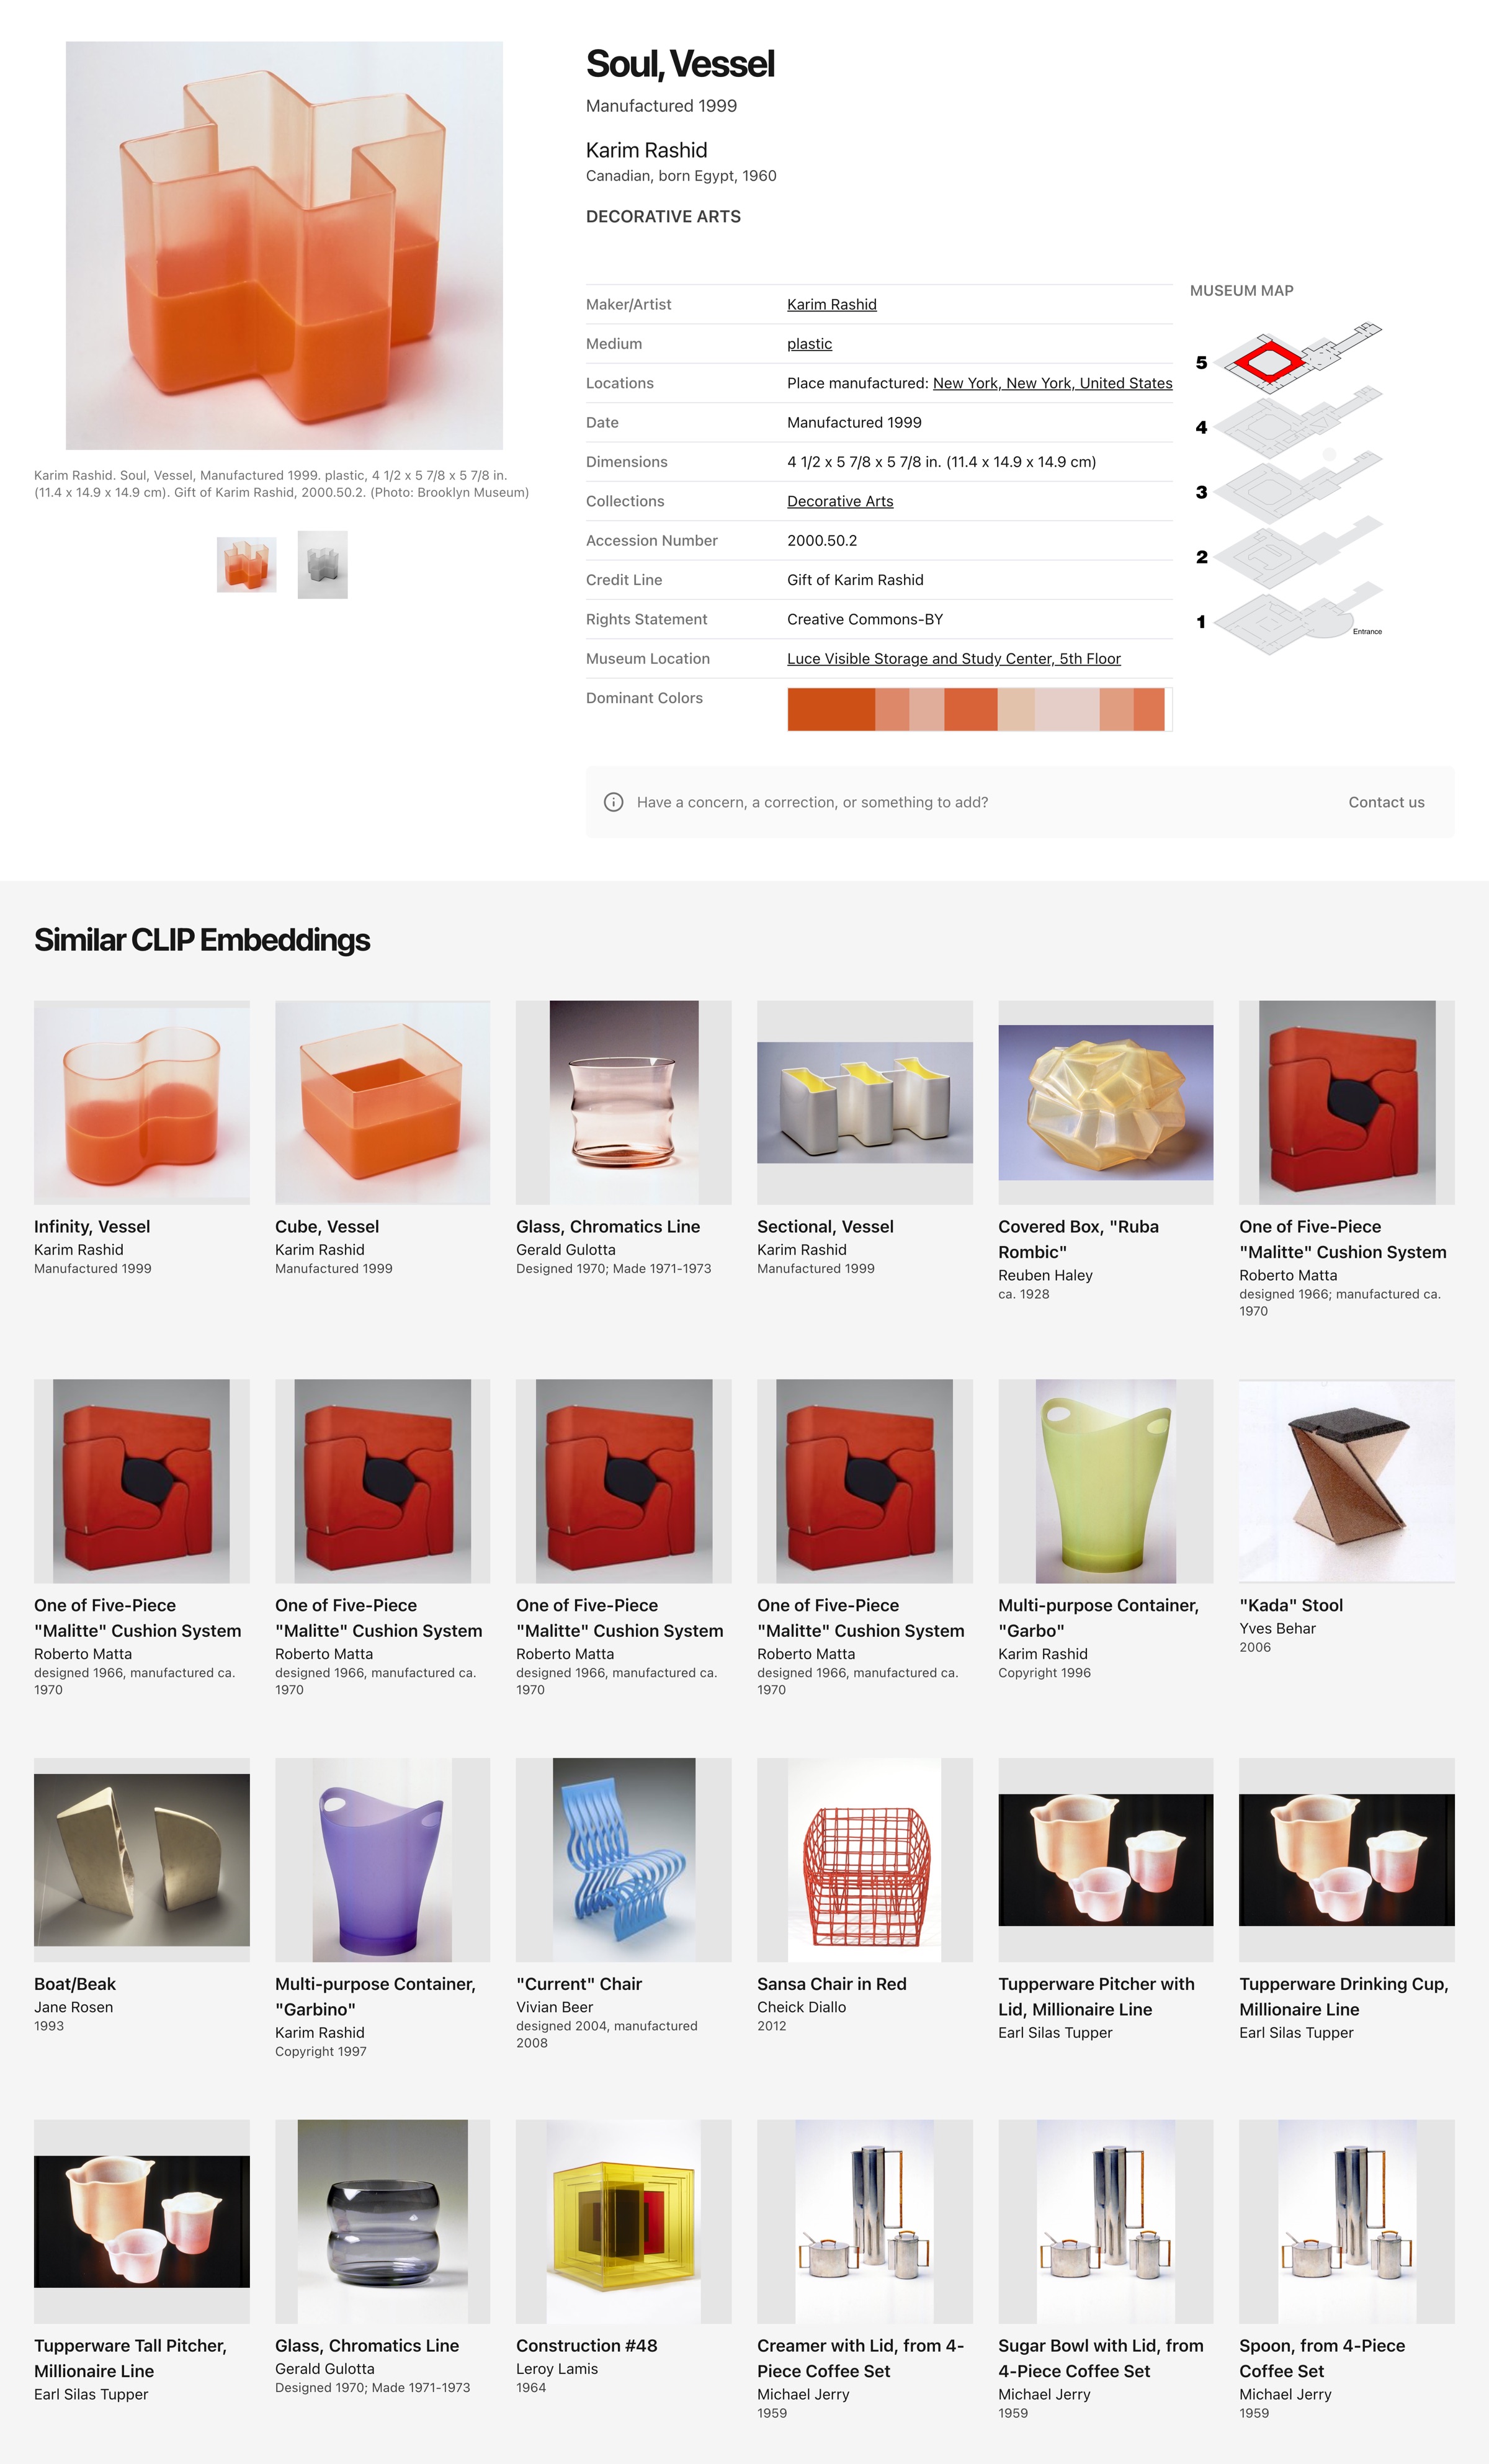 Soul, Vessel
Manufactured 1999
Karim Rashid
Canadian, born Egypt, 1960
DECORATIVE ARTS
Karim Rashid. Soul, Vessel, Manufactured 1999. plastic, 4 1/2 x 5 7/8 x 5 7/8 in.
(11.4 x 14.9 x 14.9 cm). Gift of Karim Rashid, 2000.50.2. (Photo: Brooklyn Museum)
Maker/Artist Karim Rashid
Medium plastic
Locations Place manufactured: New York, New York, United States
Date Manufactured 1999
Dimensions 4 1/2 x 5 7/8 x 5 7/8 in. (11.4 x 14.9 x 14.9 cm)
Collections Decorative Arts
Accession Number 2000.50.2
Credit Line Gift of Karim Rashid
Rights Statement Creative Commons-BY
Museum Location Luce Visible Storage and Study Center, 5th Floor
Dominant Colors
MUSEUM MAP
5
4
3
2
1
Entrance
Have a concern, a correction, or something to add? Contact us
Similar CLIP Embeddings
Infinity, Vessel
Karim Rashid
Manufactured 1999
Cube, Vessel
Karim Rashid
Manufactured 1999
Glass, Chromatics Line
Gerald Gulotta
Designed 1970; Made 1971-1973
Sectional, Vessel
Karim Rashid
Manufactured 1999
Covered Box, "Ruba
Rombic"
Reuben Haley
ca. 1928
One of Five-Piece
"Malitte" Cushion System
Roberto Matta
designed 1966; manufactured ca.
1970
One of Five-Piece
"Malitte" Cushion System
Roberto Matta
designed 1966, manufactured ca.
1970
One of Five-Piece
"Malitte" Cushion System
Roberto Matta
designed 1966, manufactured ca.
1970
One of Five-Piece
"Malitte" Cushion System
Roberto Matta
designed 1966, manufactured ca.
1970
One of Five-Piece
"Malitte" Cushion System
Roberto Matta
designed 1966, manufactured ca.
1970
Multi-purpose Container,
"Garbo"
Karim Rashid
Copyright 1996
"Kada" Stool
Yves Behar
2006
Boat/Beak
Jane Rosen
1993
Multi-purpose Container,
"Garbino"
Karim Rashid
Copyright 1997
"Current" Chair
Vivian Beer
designed 2004, manufactured
2008
Sansa Chair in Red
Cheick Diallo
2012
Tupperware Pitcher with
Lid, Millionaire Line
Earl Silas Tupper
Tupperware Drinking Cup,
Millionaire Line
Earl Silas Tupper
Tupperware Tall Pitcher,
Millionaire Line
Earl Silas Tupper
Glass, Chromatics Line
Gerald Gulotta
Designed 1970; Made 1971-1973
Construction #48
Leroy Lamis
1964
Creamer with Lid, from 4-
Piece Coffee Set
Michael Jerry
1959
Sugar Bowl with Lid, from
4-Piece Coffee Set
Michael Jerry
1959
Spoon, from 4-Piece
Coffee Set
Michael Jerry
1959